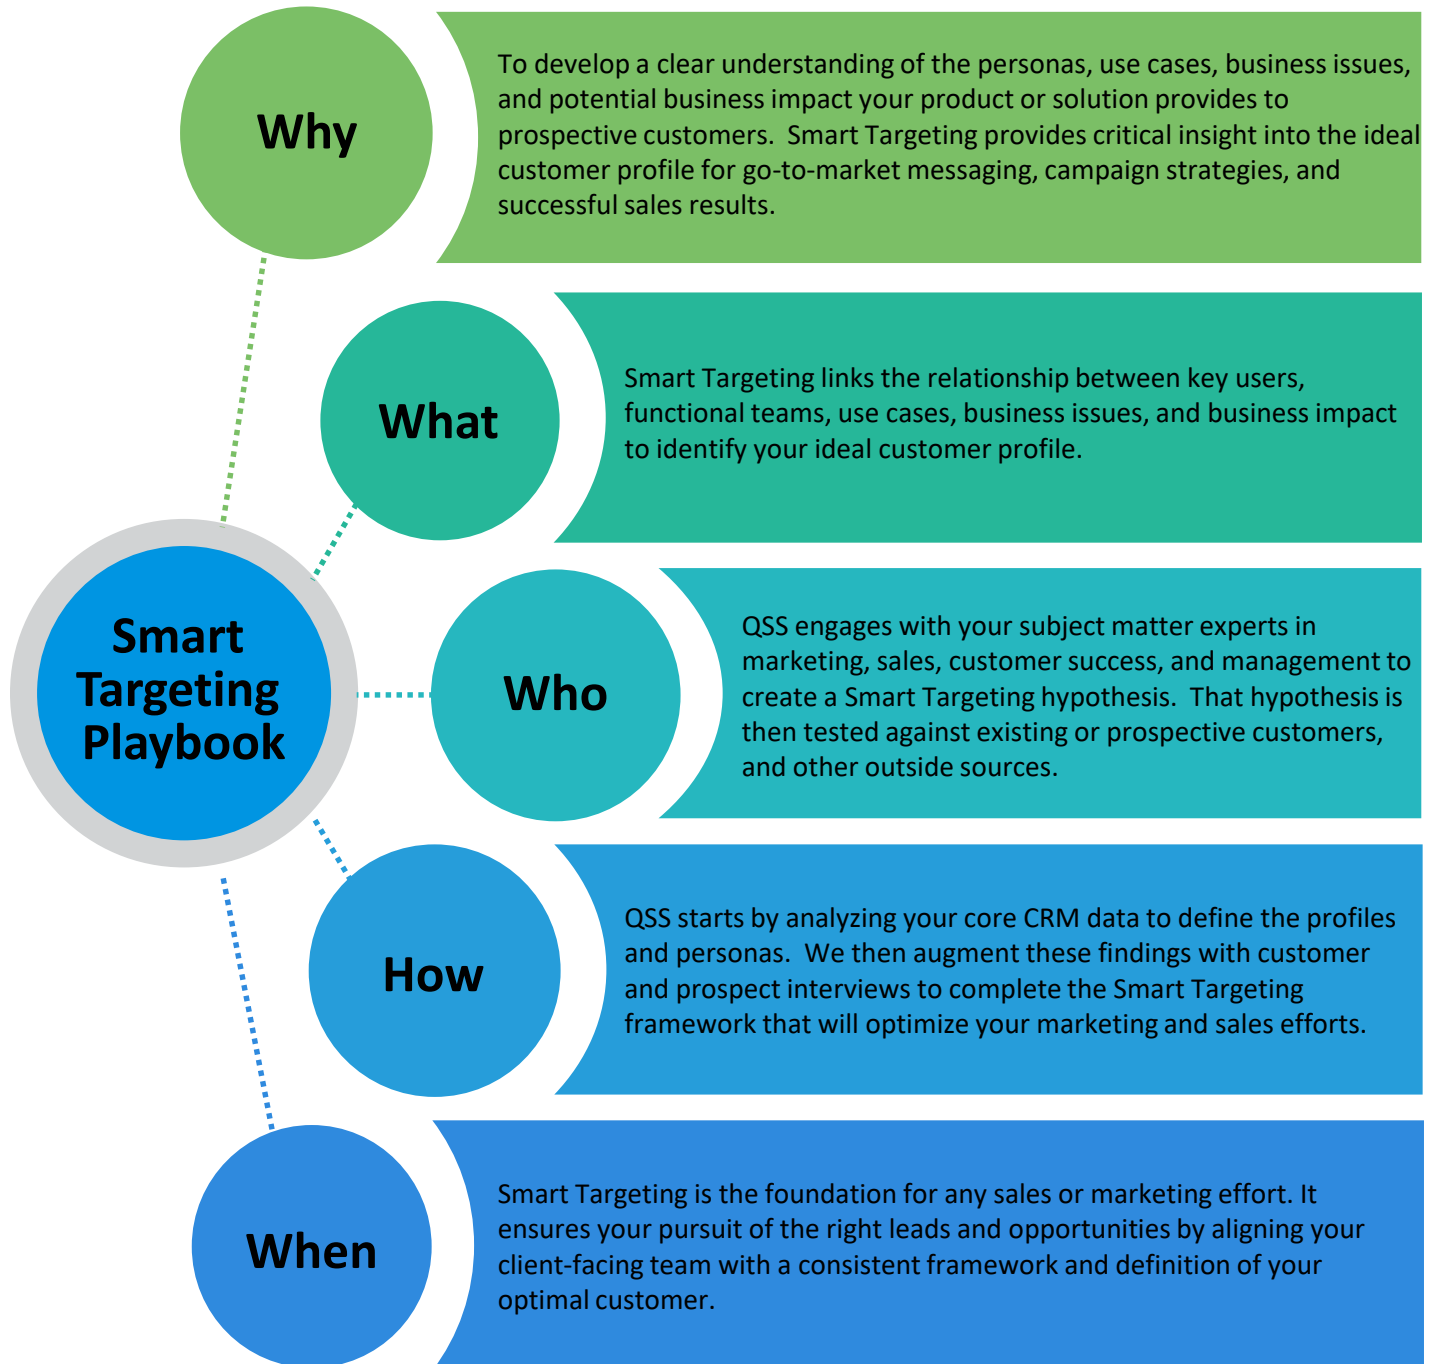 Why
To develop a clear understanding of the personas, use cases, business issues,
and potential business impact your product or solution provides to
prospective customers.  Smart Targeting provides critical insight into the ideal
customer profile for go-to-market messaging, campaign strategies, and
successful sales results.
What
Smart Targeting links the relationship between key users,
functional teams, use cases, business issues, and business impact
to identify your ideal customer profile.
Smart
Targeting
Playbook
Who
QSS engages with your subject matter experts in
marketing, sales, customer success, and management to
create a Smart Targeting hypothesis.  That hypothesis is
then tested against existing or prospective customers,
and other outside sources.
How
QSS starts by analyzing your core CRM data to define the profiles
and personas.  We then augment these findings with customer
and prospect interviews to complete the Smart Targeting
framework that will optimize your marketing and sales efforts.
When
Smart Targeting is the foundation for any sales or marketing effort. It
ensures your pursuit of the right leads and opportunities by aligning your
client-facing team with a consistent framework and definition of your
optimal customer.